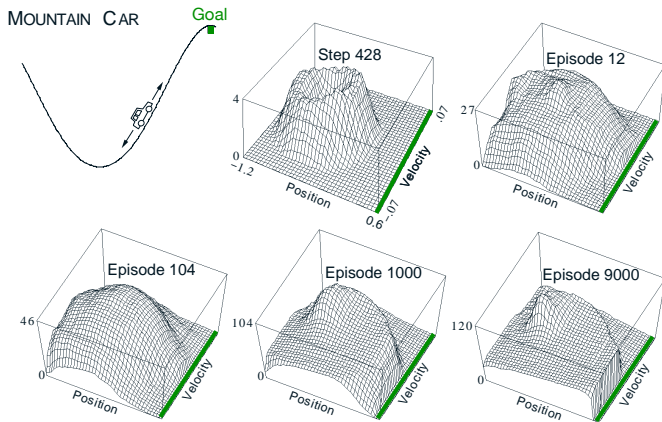 MOUNTAIN CAR
Goal
Step 428
4
0
-1.2
Position
0.6
-.07
Velocity
.07
Episode 12
27
0
Position
Velocity
Episode 104
46
0
Position
Velocity
Episode 1000
104
0
Position
Velocity
Episode 9000
120
0
Position
Velocity